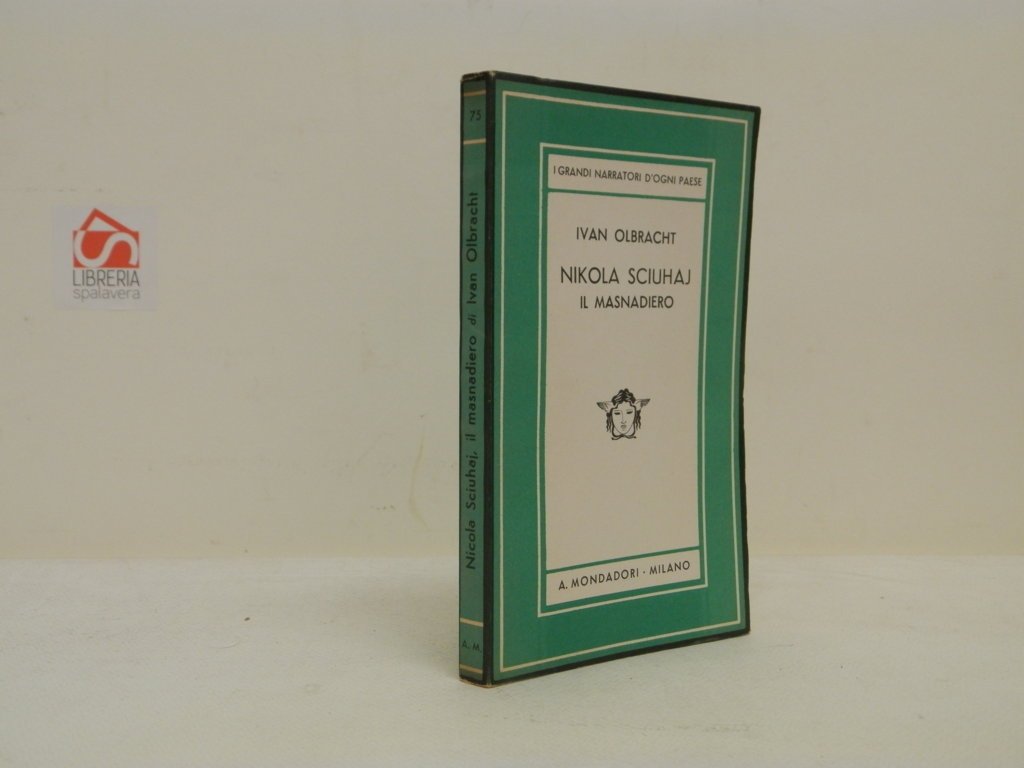 LIBRERIA
spalavera
75
Nicola Sciuhaj, il masnadiero di Ivan Olbracht
A. M.
I GRANDI NARRATORI D'OGNI PAESE
IVAN OLBRACHT
NIKOLA SCIUHAJ
IL MASNADIERO
A. MONDADORI · MILANO